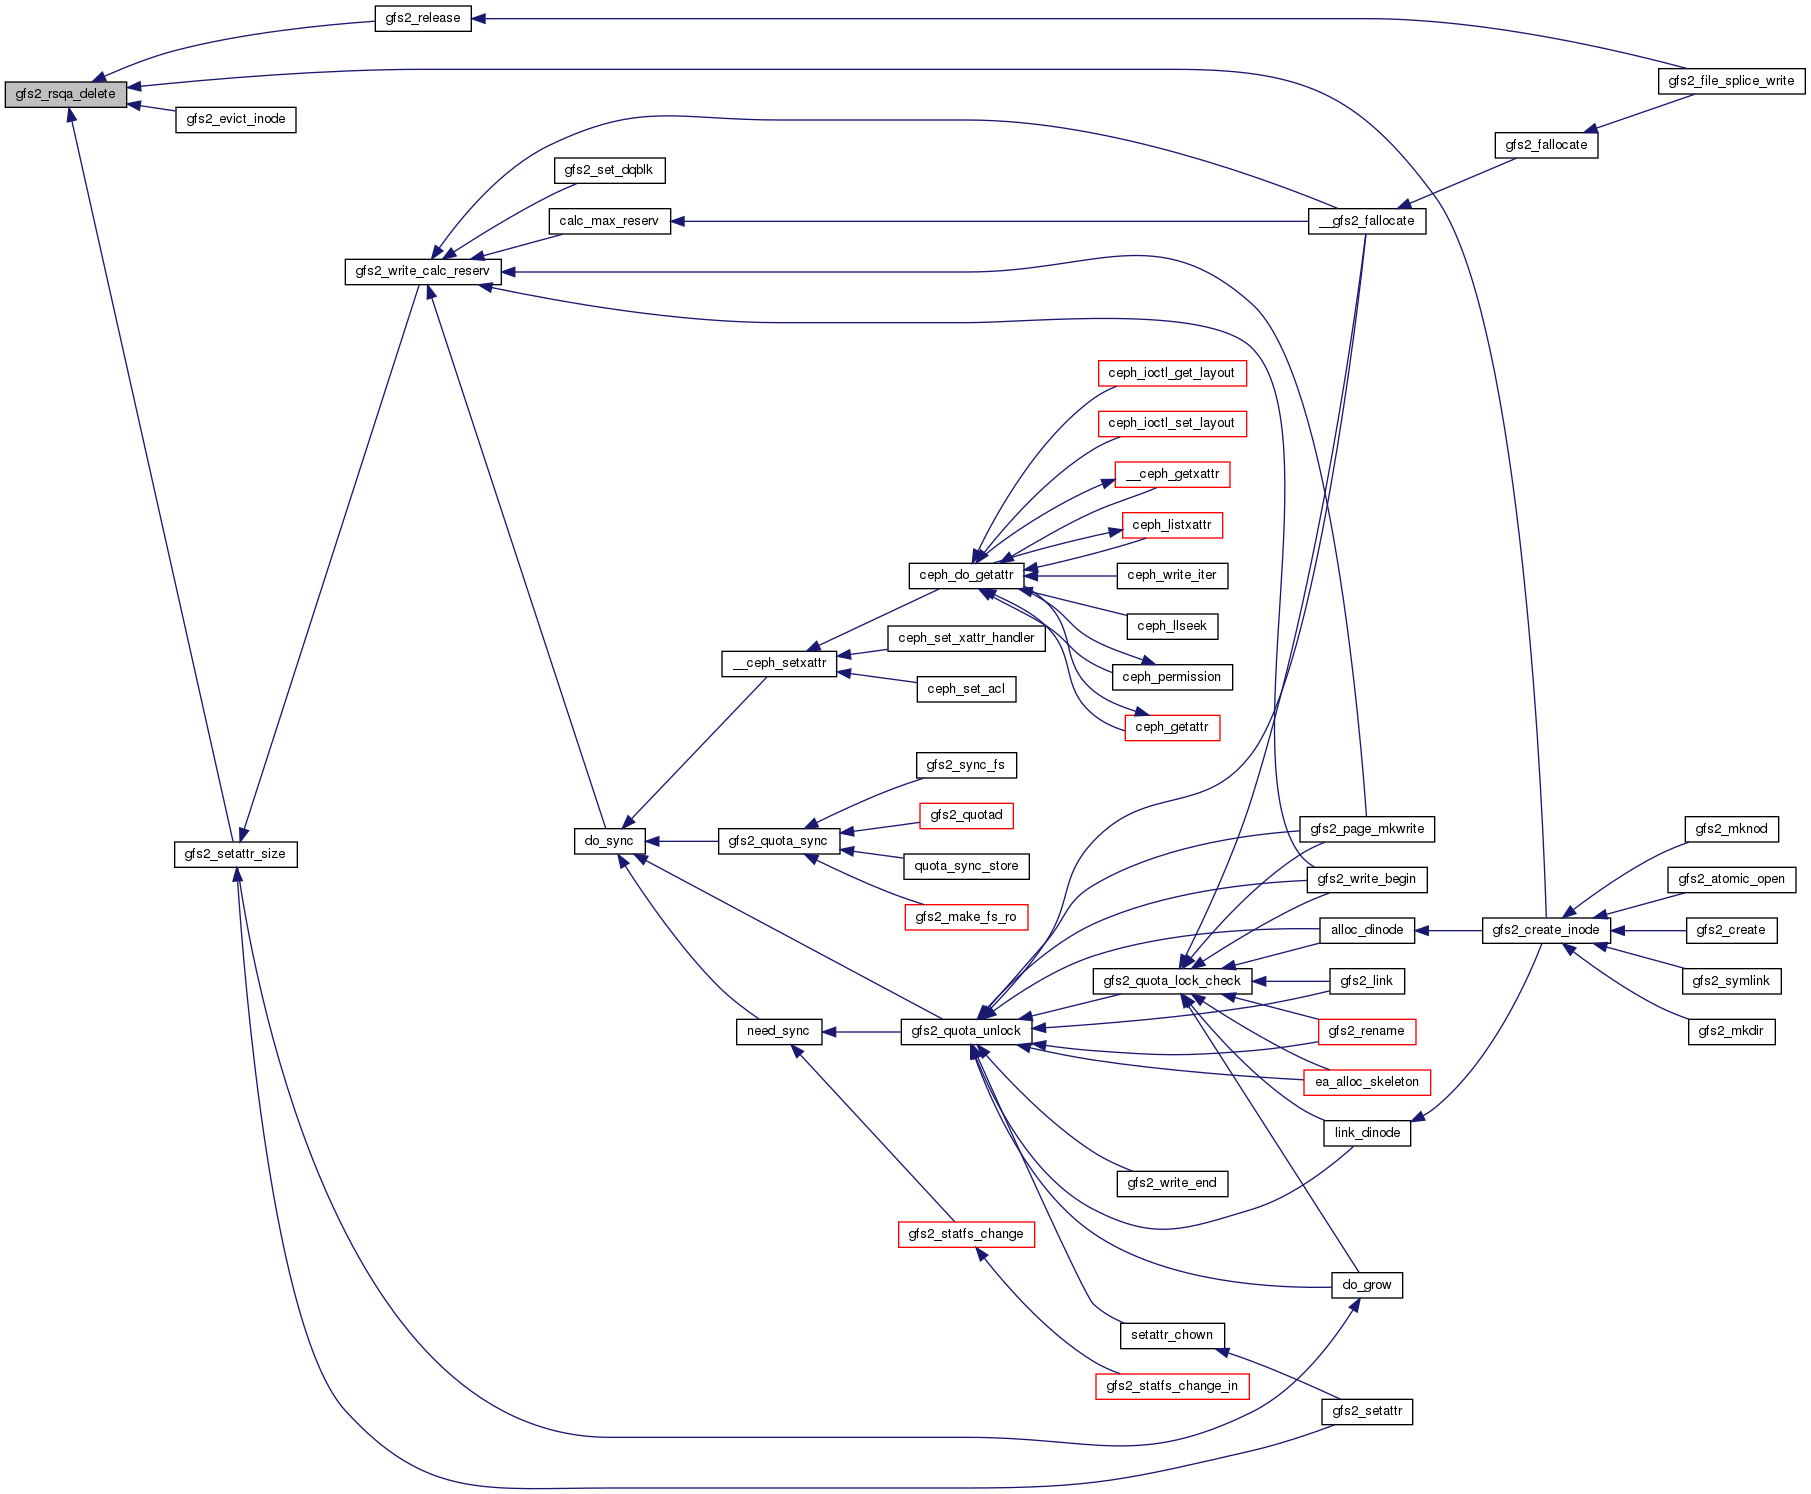 gfs2_release
gfs2_file_splice_write
gfs2_rsqa_delete
gfs2_evict_inode
gfs2_fallocate
gfs2_set_dqblk
calc_max_reserv
__gfs2_fallocate
gfs2_write_calc_reserv
ceph_ioctl_get_layout
ceph_ioctl_set_layout
__ceph_getxattr
ceph_listxattr
ceph_do_getattr
ceph_write_iter
ceph_llseek
ceph_set_xattr_handler
__ceph_setxattr
ceph_permission
ceph_set_acl
ceph_getattr
gfs2_sync_fs
gfs2_quotad
gfs2_page_mkwrite
gfs2_mknod
do_sync
gfs2_quota_sync
gfs2_setattr_size
quota_sync_store
gfs2_write_begin
gfs2_atomic_open
gfs2_make_fs_ro
alloc_dinode
gfs2_create_inode
gfs2_create
gfs2_quota_lock_check
gfs2_link
gfs2_symlink
need_sync
gfs2_quota_unlock
gfs2_rename
gfs2_mkdir
ea_alloc_skeleton
link_dinode
gfs2_write_end
gfs2_statfs_change
do_grow
setattr_chown
gfs2_statfs_change_in
gfs2_setattr